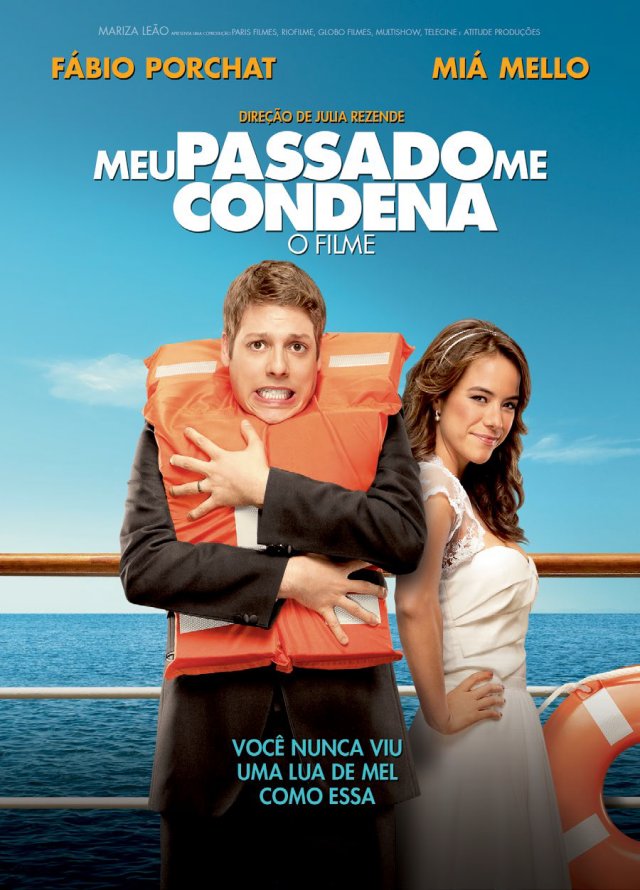 MARIZA LEÃO APRESENTA UMA COPRODUÇÃO PARIS FILMES, RIOFILME, GLOBO FILMES, MULTISHOW, TELECINE E ATITUDE PRODUÇÕES
FÁBIO PORCHAT MIÁ MELLO
DIREÇÃO DE JULIA REZENDE
MEU PASSADO ME
CONDENA
O FILME
VOCÊ NUNCA VIU
UMA LUA DE MEL
COMO ESSA